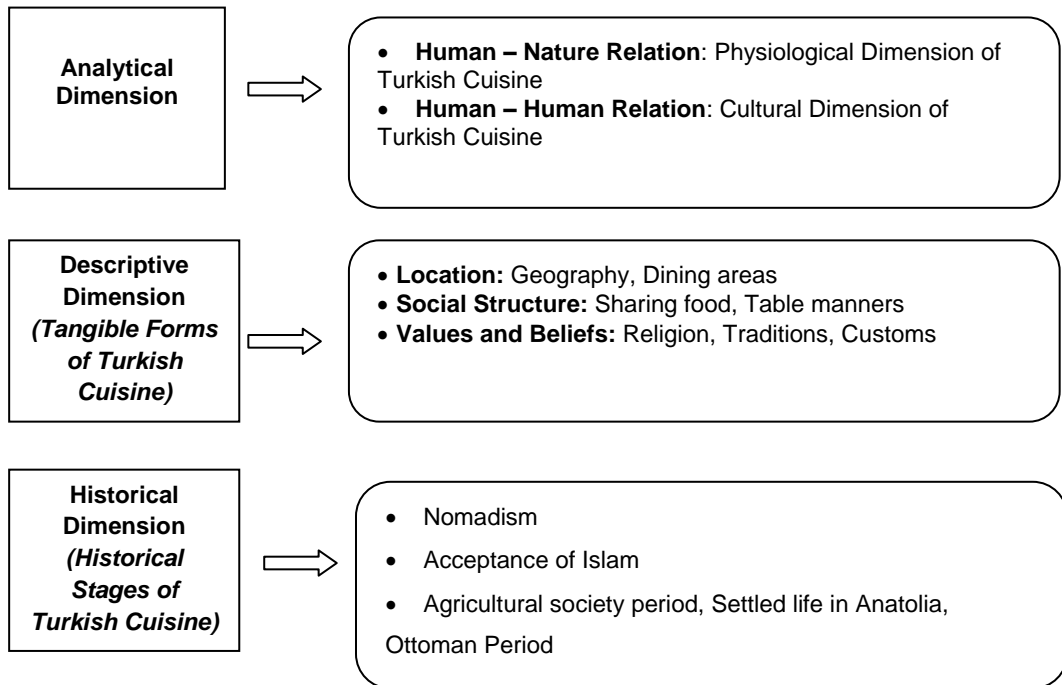 Analytical
Dimension
• Human – Nature Relation: Physiological Dimension of
Turkish Cuisine
• Human – Human Relation: Cultural Dimension of
Turkish Cuisine
Descriptive
Dimension
(Tangible Forms
of Turkish
Cuisine)
• Location: Geography, Dining areas
• Social Structure: Sharing food, Table manners
• Values and Beliefs: Religion, Traditions, Customs
Historical
Dimension
(Historical
Stages of
Turkish Cuisine)
• Nomadism
• Acceptance of Islam
• Agricultural society period, Settled life in Anatolia,
Ottoman Period